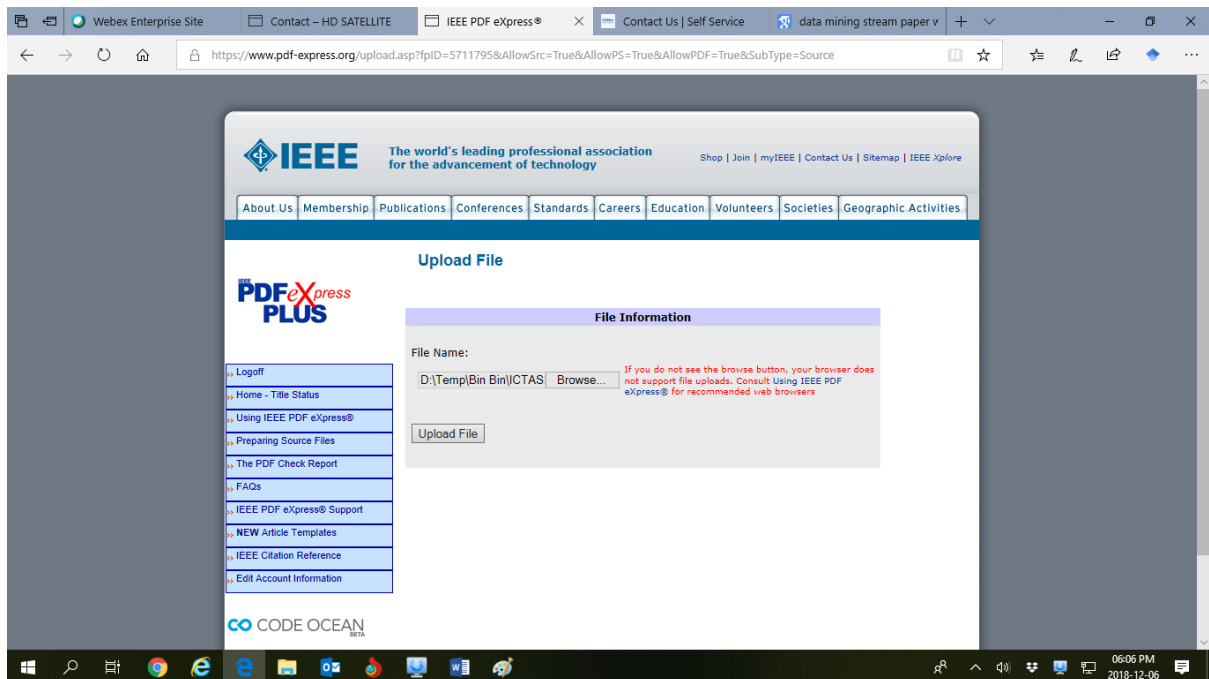 Webex Enterprise Site
Contact – HD SATELLITE
IEEE PDF eXpress®
Contact Us | Self Service
data mining stream paper v
https://www.pdf-express.org/upload.asp?fpID=5711795&AllowSrc=True&AllowPS=True&AllowPDF=True&SubType=Source
IEEE
The world's leading professional association
for the advancement of technology
Shop | Join | myIEEE | Contact Us | Sitemap | IEEE Xplore
About Us Membership Publications Conferences Standards Careers Education Volunteers Societies Geographic Activities
Upload File
IEEE
PDFeXpress
PLUS
File Information
File Name:
D:\Temp\Bin Bin\ICTAS Browse...
If you do not see the browse button, your browser does
not support file uploads. Consult Using IEEE PDF
eXpress® for recommended web browsers
Upload File
›› Logoff
›› Home - Title Status
›› Using IEEE PDF eXpress®
›› Preparing Source Files
›› The PDF Check Report
›› FAQs
›› IEEE PDF eXpress® Support
›› NEW Article Templates
›› IEEE Citation Reference
›› Edit Account Information
CODE OCEAN
BETA
06:06 PM
2018-12-06